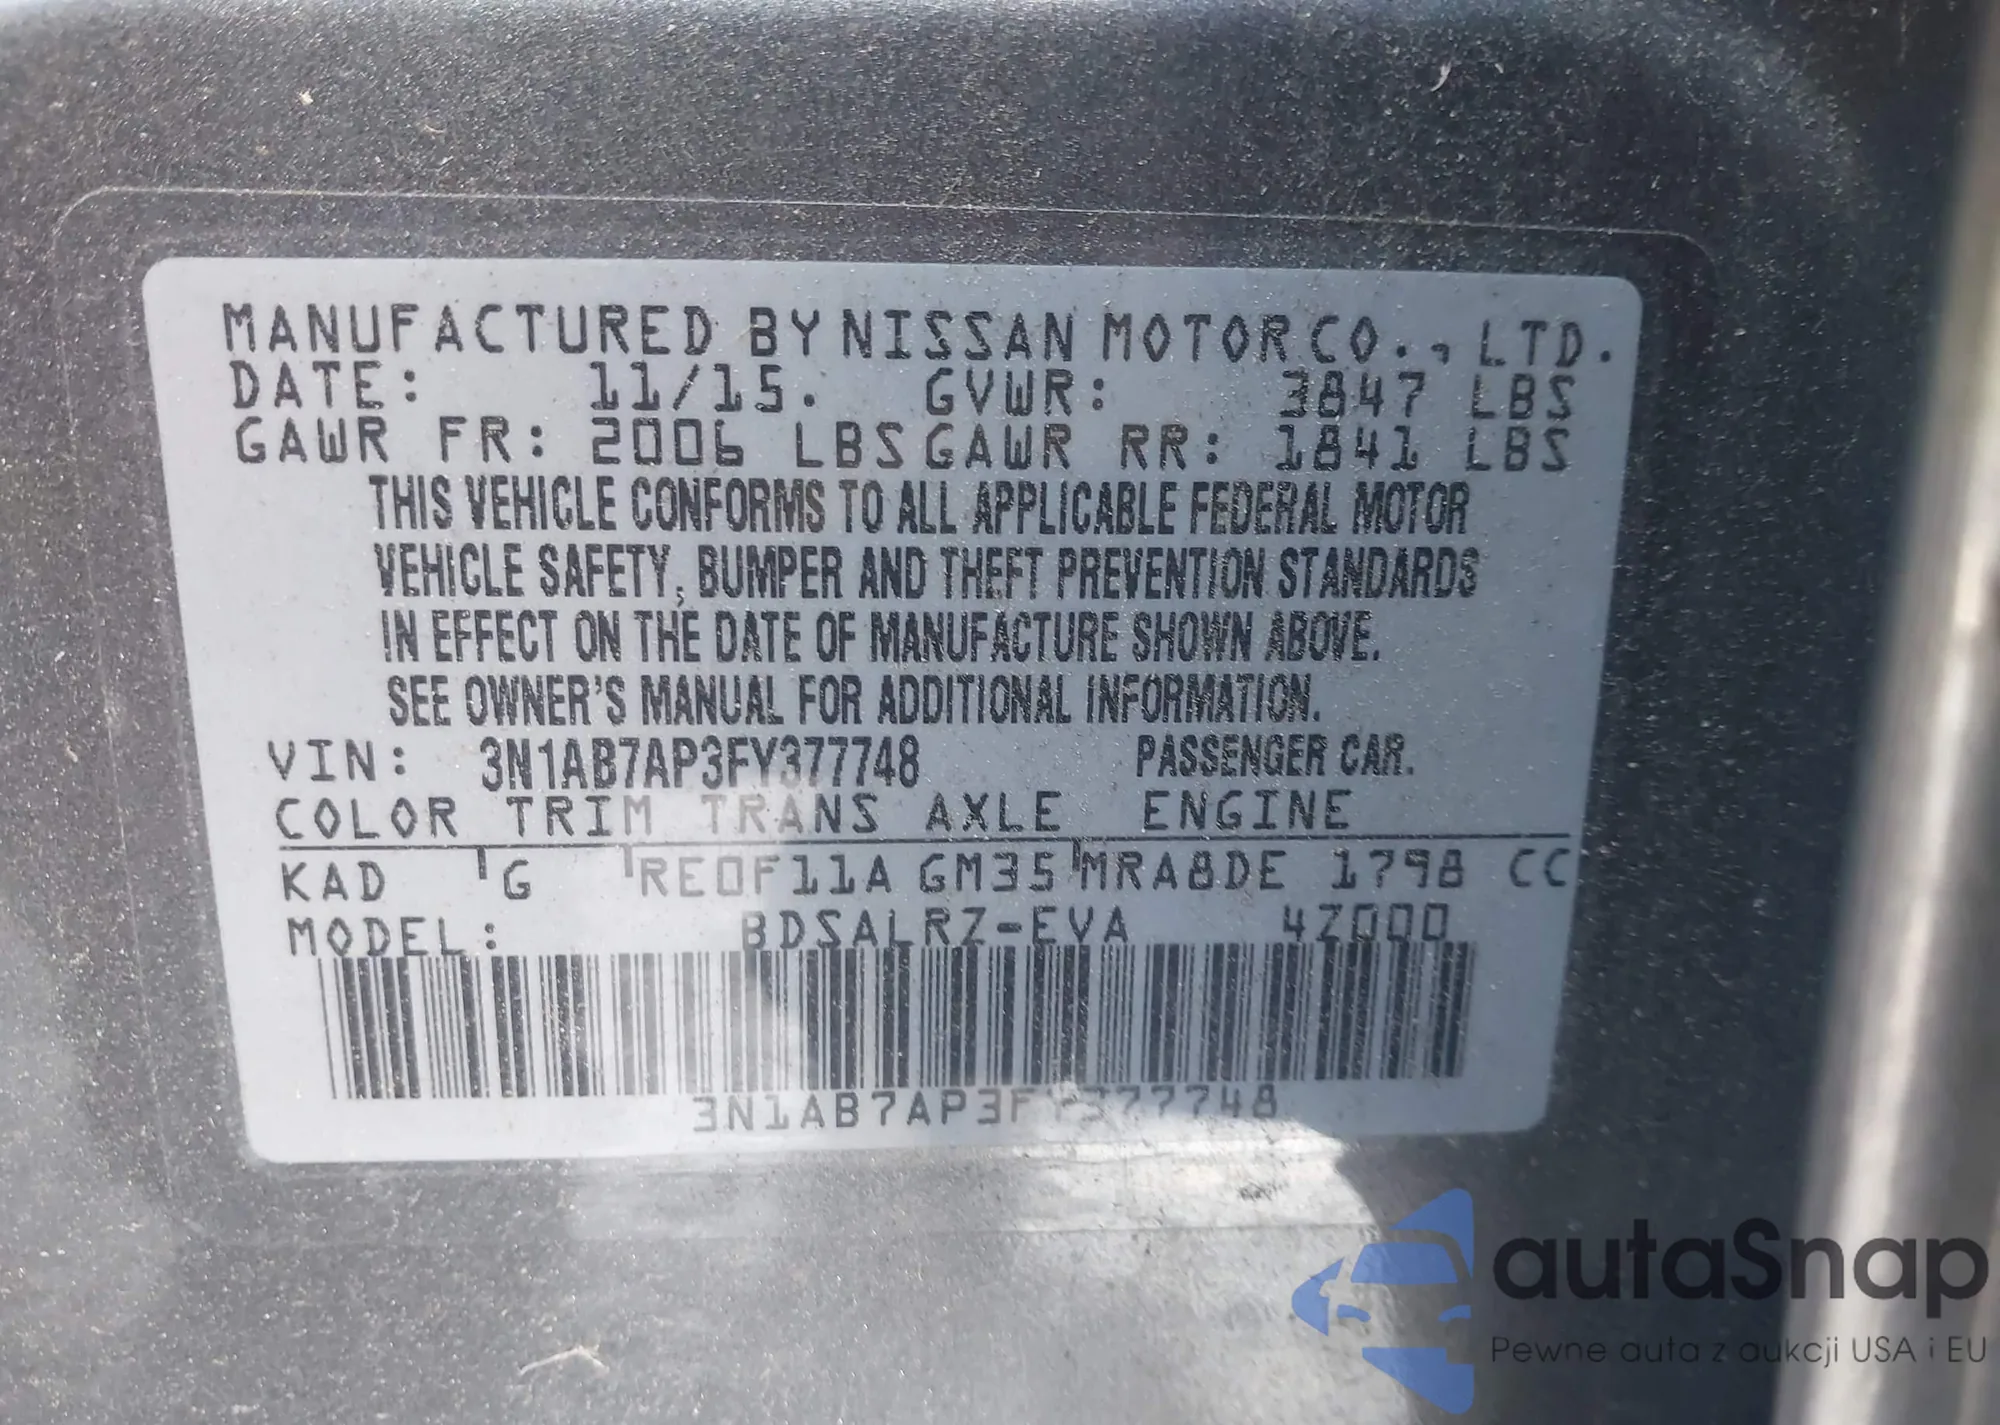 MANUFACTURED BY NISSAN MOTOR CO., LTD.
DATE: 11/15. GVWR: 3847 LBS
GAWR FR: 2006 LBS GAWR RR: 1841 LBS
THIS VEHICLE CONFORMS TO ALL APPLICABLE FEDERAL MOTOR
VEHICLE SAFETY, BUMPER AND THEFT PREVENTION STANDARDS
IN EFFECT ON THE DATE OF MANUFACTURE SHOWN ABOVE.
SEE OWNER'S MANUAL FOR ADDITIONAL INFORMATION.
VIN: 3N1AB7AP3FY377748 PASSENGER CAR.
COLOR TRIM TRANS AXLE ENGINE
KAD G RE0F11A GM35 MRA8DE 1798 CC
MODEL: BDSALRZ-EVA 4Z000
3N1AB7AP3FY377748
autaSnap
Pewne auta z aukcji USA i EU